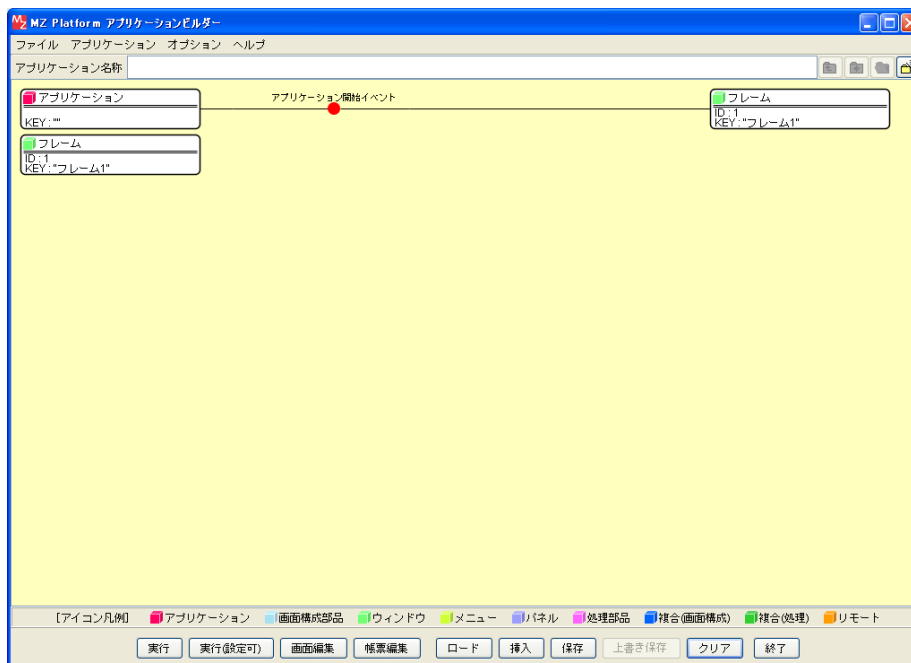 MZ Platform アプリケーションビルダー
ファイル アプリケーション オプション ヘルプ
アプリケーション名称
アプリケーション アプリケーション開始イベント フレーム
ID : 1
KEY : "" KEY : "フレーム1"
フレーム
ID : 1
KEY : "フレーム1"
[アイコン凡例] アプリケーション 画面構成部品 ウィンドウ メニュー パネル 処理部品 複合(画面構成) 複合(処理) リモート
実行 実行(設定可) 画面編集 帳票編集 ロード 挿入 保存 上書き保存 クリア 終了